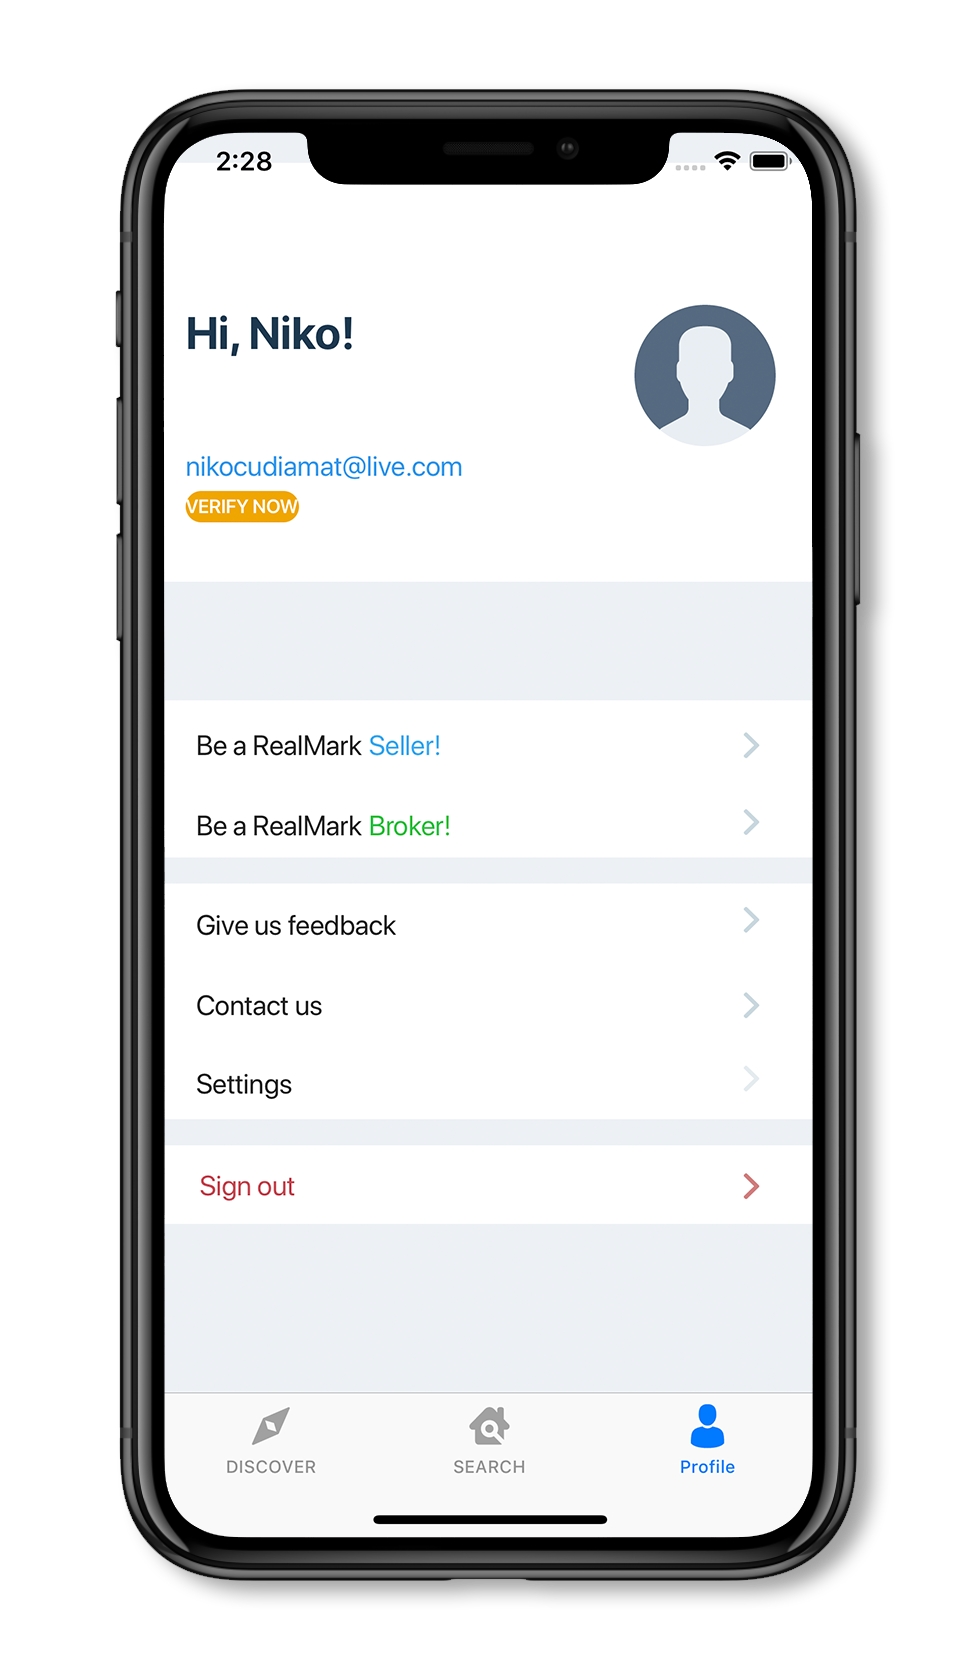 2:28
Hi, Niko!
nikocudiamat@live.com
VERIFY NOW
Be a RealMark Seller!
Be a RealMark Broker!
Give us feedback
Contact us
Settings
Sign out
DISCOVER
SEARCH
Profile